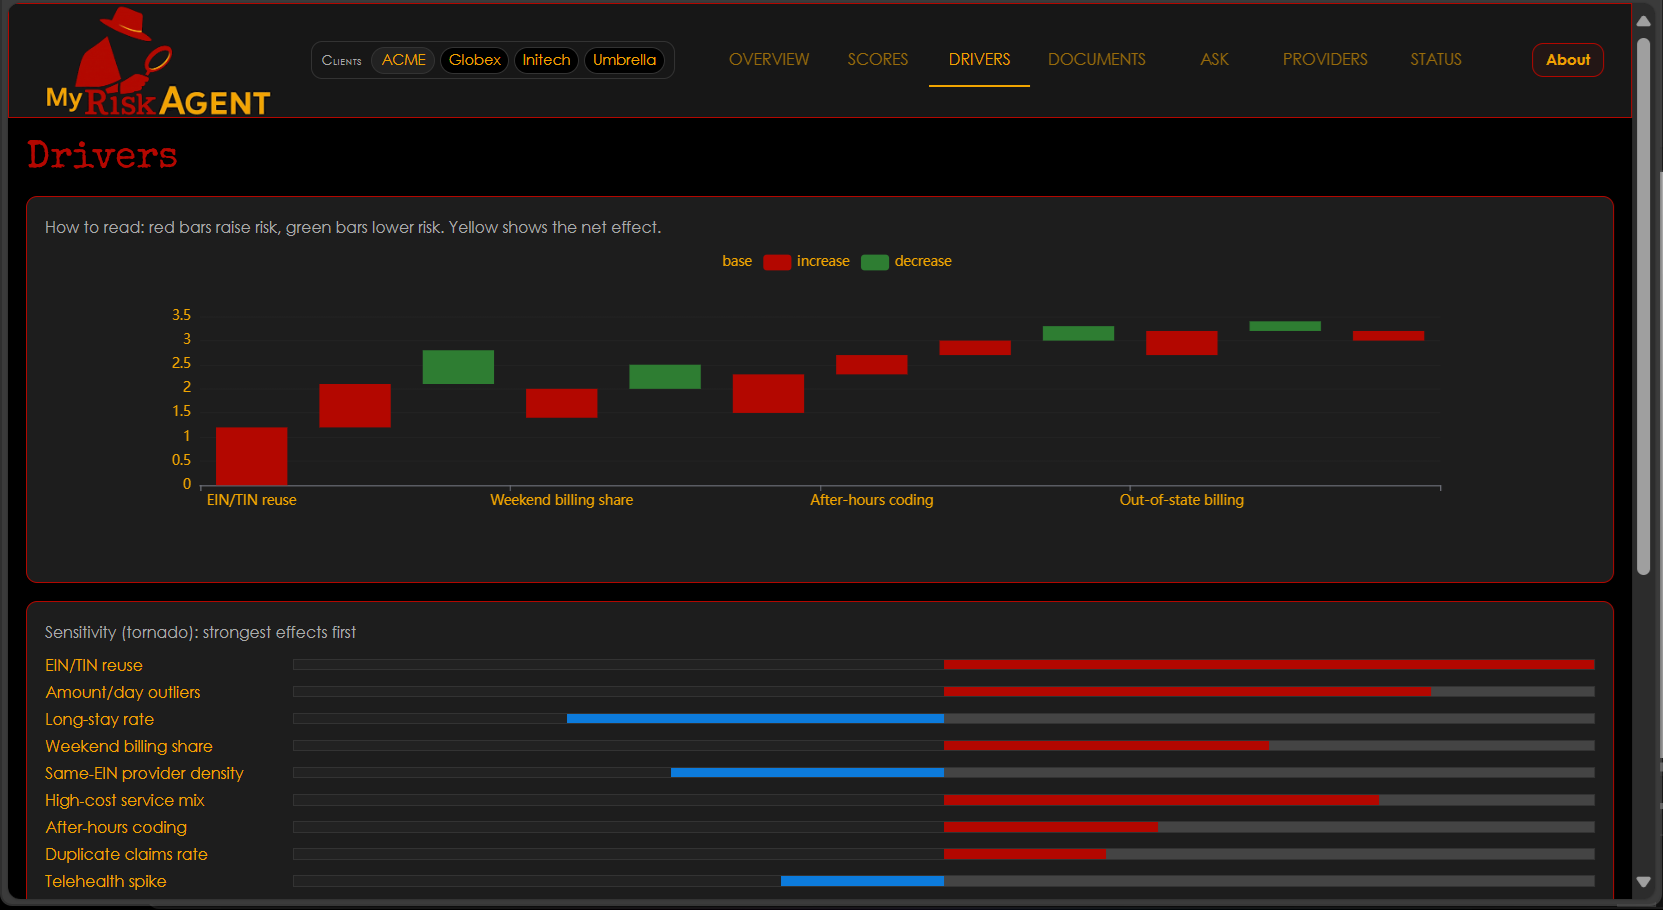 My Risk AGENT
Clients ACME Globex Initech Umbrella
OVERVIEW SCORES DRIVERS DOCUMENTS ASK PROVIDERS STATUS
About
Drivers
How to read: red bars raise risk, green bars lower risk. Yellow shows the net effect.
base increase decrease
3.5
3
2.5
2
1.5
1
0.5
0
EIN/TIN reuse Weekend billing share After-hours coding Out-of-state billing
Sensitivity (tornado): strongest effects first
EIN/TIN reuse
Amount/day outliers
Long-stay rate
Weekend billing share
Same-EIN provider density
High-cost service mix
After-hours coding
Duplicate claims rate
Telehealth spike